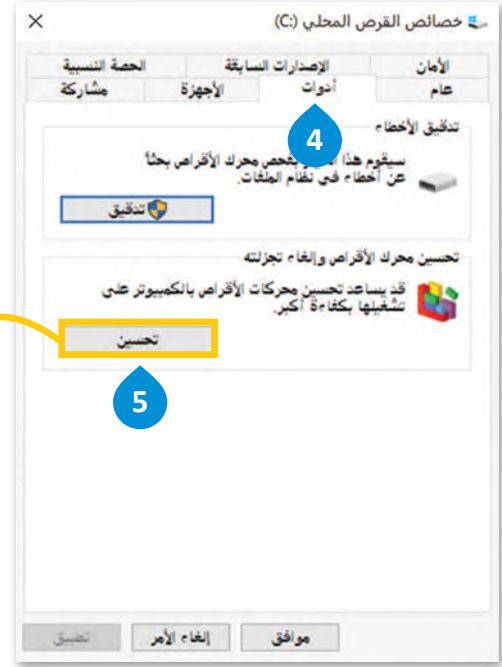 خصائص القرص المحلي (C:)
الأمان الإصدارات السابقة الحصة النسبية
عام أدوات الأجهزة مشاركة
4
تدقيق الأخطاء
سيقوم هذا بفحص محرك الأقراص بحثاً
عن أخطاء في نظام الملفات.
تدقيق
تحسين محرك الأقراص وإلغاء تجزئته
قد يساعد تحسين محركات الأقراص بالكمبيوتر على
تشغيلها بكفاءة أكبر.
تحسين
5
موافق إلغاء الأمر تطبيق